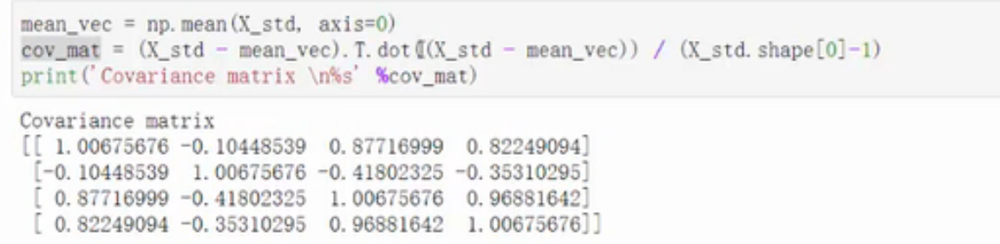 mean_vec = np.mean(X_std, axis=0)
cov_mat = (X_std - mean_vec).T.dot((X_std - mean_vec)) / (X_std.shape[0]-1)
print('Covariance matrix \n%s' %cov_mat)
Covariance matrix
[[ 1.00675676 -0.10448539  0.87716999  0.82249094]
 [-0.10448539  1.00675676 -0.41802325 -0.35310295]
 [ 0.87716999 -0.41802325  1.00675676  0.96881642]
 [ 0.82249094 -0.35310295  0.96881642  1.00675676]]